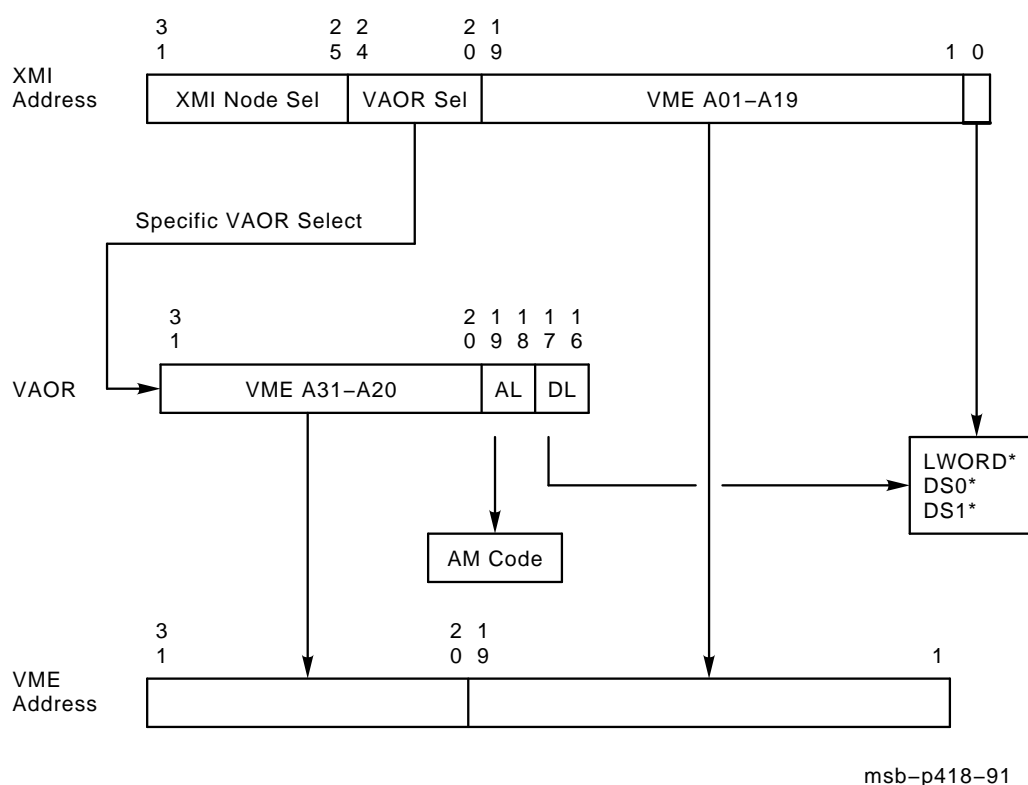 3 2 2 2 1
1 5 4 0 9 1 0
XMI
Address
XMI Node Sel VAOR Sel VME A01–A19
Specific VAOR Select
3 2 1 1 1 1
1 0 9 8 7 6
VAOR VME A31–A20 AL DL
LWORD*
DS0*
DS1*
AM Code
3 2 1
1 0 9 1
VME
Address
msb–p418–91